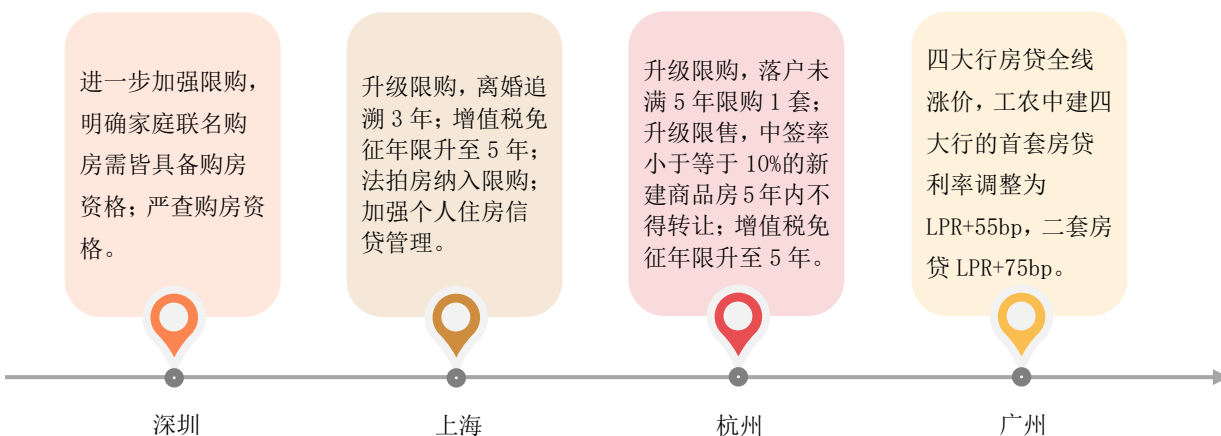 进一步加强限购，
明确家庭联名购
房需皆具备购房
资格；严查购房资
格。
升级限购，离婚追
溯 3 年；增值税免
征年限升至 5 年；
法拍房纳入限购；
加强个人住房信
贷管理。
升级限购，落户未
满 5 年限购 1 套；
升级限售，中签率
小于等于 10%的新
建商品房 5 年内不
得转让；增值税免
征年限升至 5 年。
四大行房贷全线
涨价，工农中建四
大行的首套房贷
利率调整为
LPR+55bp，二套房
贷 LPR+75bp。
深圳
上海
杭州
广州